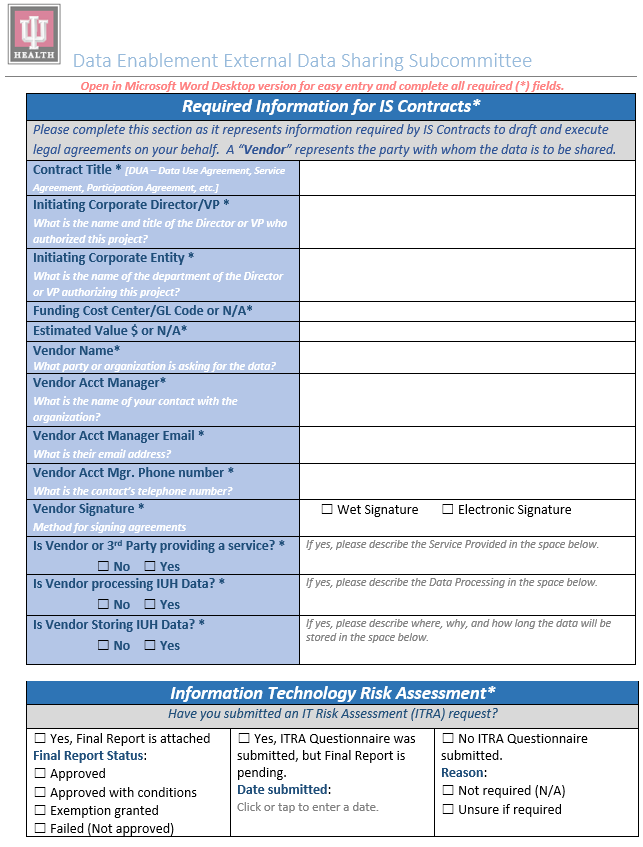 HEALTH
Data Enablement External Data Sharing Subcommittee
Open in Microsoft Word Desktop version for easy entry and complete all required (*) fields.
Required Information for IS Contracts*
Please complete this section as it represents information required by IS Contracts to draft and execute
legal agreements on your behalf. A “Vendor” represents the party with whom the data is to be shared.
Contract Title * [DUA – Data Use Agreement, Service
Agreement, Participation Agreement, etc.]
Initiating Corporate Director/VP *
What is the name and title of the Director or VP who
authorized this project?
Initiating Corporate Entity *
What is the name of the department of the Director
or VP authorizing this project?
Funding Cost Center/GL Code or N/A*
Estimated Value $ or N/A*
Vendor Name*
What party or organization is asking for the data?
Vendor Acct Manager*
What is the name of your contact with the
organization?
Vendor Acct Manager Email *
What is their email address?
Vendor Acct Mgr. Phone number *
What is the contact’s telephone number?
Vendor Signature *
Method for signing agreements
☐ Wet Signature ☐ Electronic Signature
Is Vendor or 3rd Party providing a service? *
☐ No ☐ Yes
If yes, please describe the Service Provided in the space below.
Is Vendor processing IUH Data? *
☐ No ☐ Yes
If yes, please describe the Data Processing in the space below.
Is Vendor Storing IUH Data? *
☐ No ☐ Yes
If yes, please describe where, why, and how long the data will be
stored in the space below.
Information Technology Risk Assessment*
Have you submitted an IT Risk Assessment (ITRA) request?
☐ Yes, Final Report is attached
Final Report Status:
☐ Approved
☐ Approved with conditions
☐ Exemption granted
☐ Failed (Not approved)
☐ Yes, ITRA Questionnaire was
submitted, but Final Report is
pending.
Date submitted:
Click or tap to enter a date.
☐ No ITRA Questionnaire
submitted.
Reason:
☐ Not required (N/A)
☐ Unsure if required